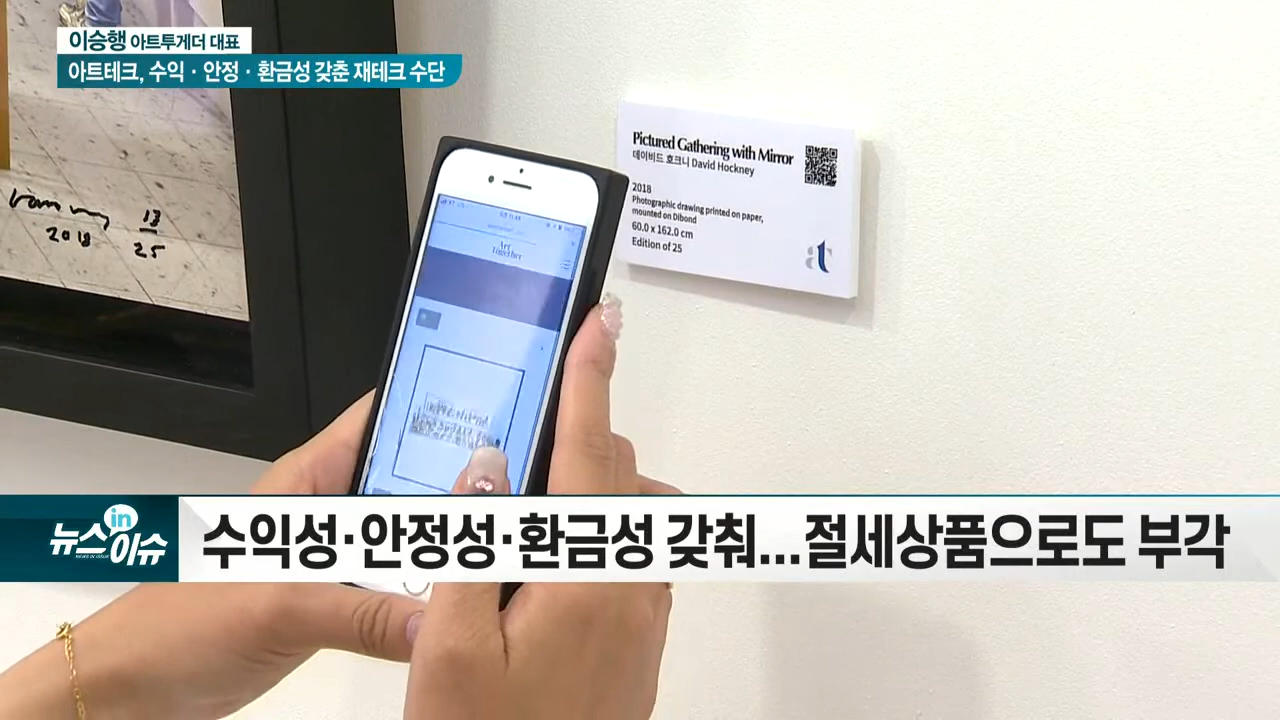 이승행 아트투게더 대표
아트테크, 수익·안정·환금성 갖춘 재테크 수단
Pictured Gathering with Mirror
데이비드 호크니 David Hockney
2018
Photographic drawing printed on paper,
mounted on Dibond
60.0 x 162.0 cm
Edition of 25
at
13
25
2018
Art
Together
뉴스in이슈
수익성·안정성·환금성 갖춰...절세상품으로도 부각